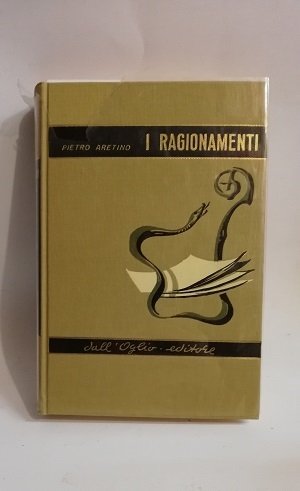 PIETRO ARETINO I RAGIONAMENTI
dall'Oglio - editore